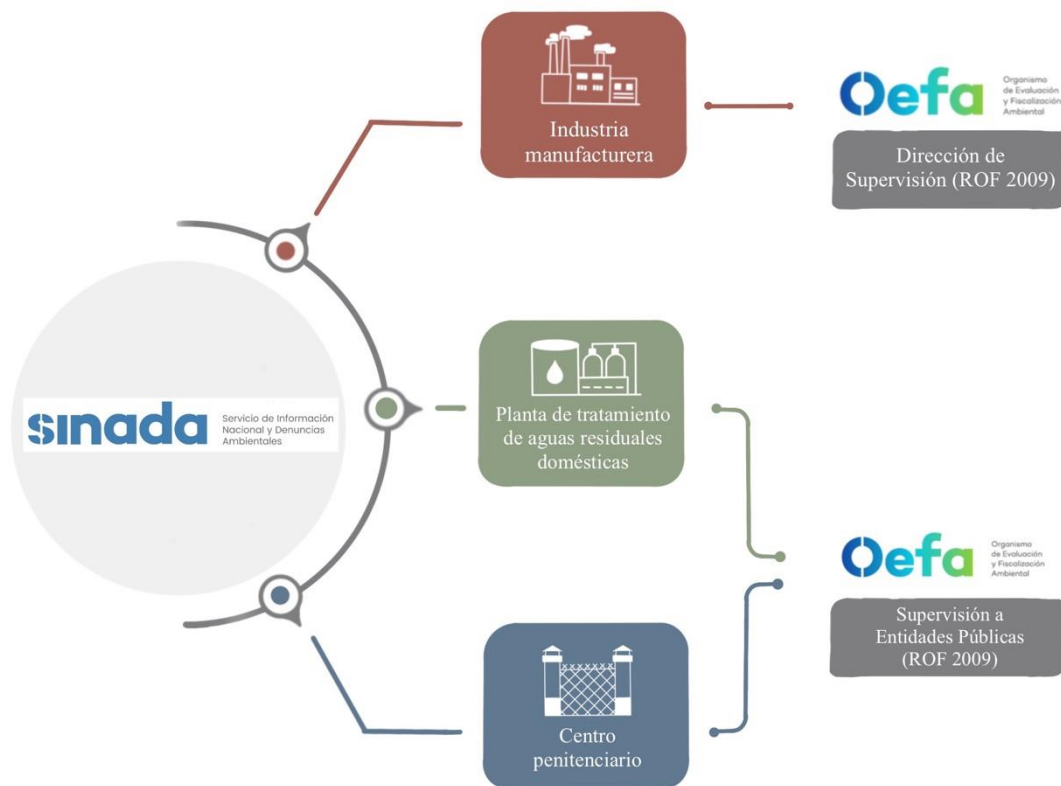 Industria
manufacturera
Oefa
Organismo
de Evaluación
y Fiscalización
Ambiental
Dirección de
Supervisión (ROF 2009)
sinada
Servicio de Información
Nacional y Denuncias
Ambientales
Planta de tratamiento
de aguas residuales
domésticas
Oefa
Organismo
de Evaluación
y Fiscalización
Ambiental
Supervisión a
Entidades Públicas
(ROF 2009)
Centro
penitenciario